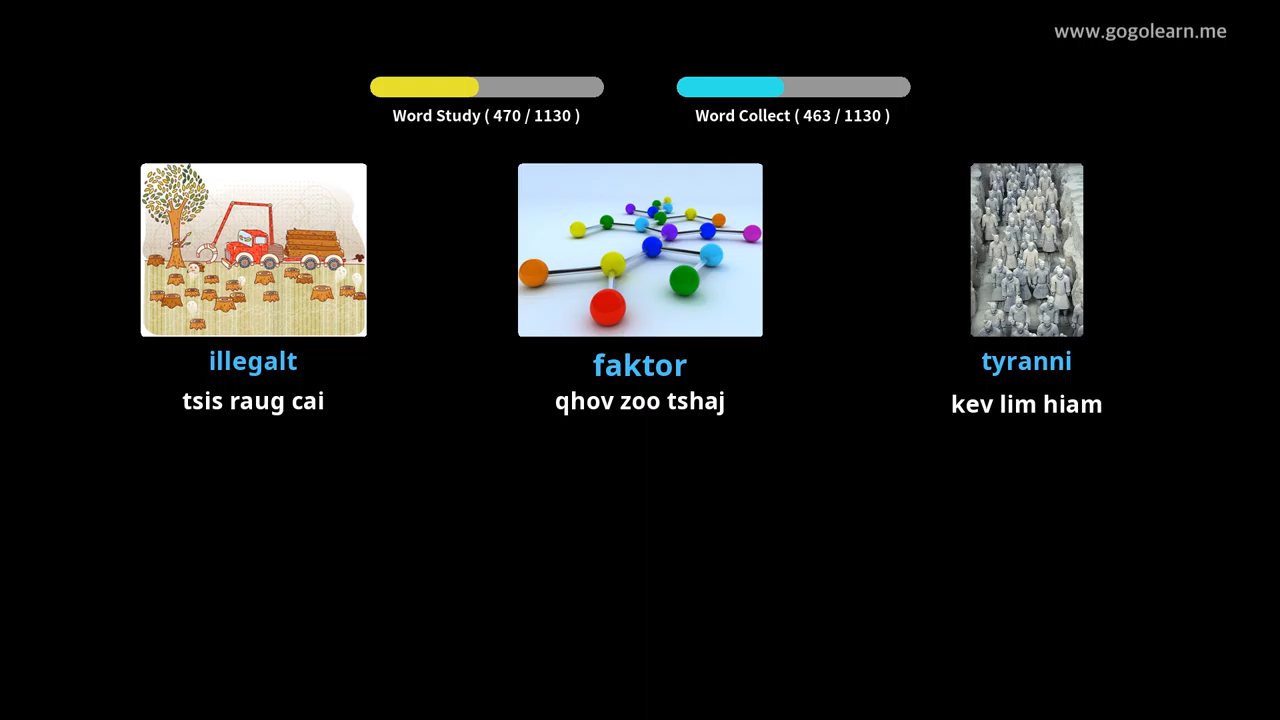 www.gogolearn.me
Word Study ( 470 / 1130 )
Word Collect ( 463 / 1130 )
illegalt
faktor
tyranni
tsis raug cai
qhov zoo tshaj
kev lim hiam